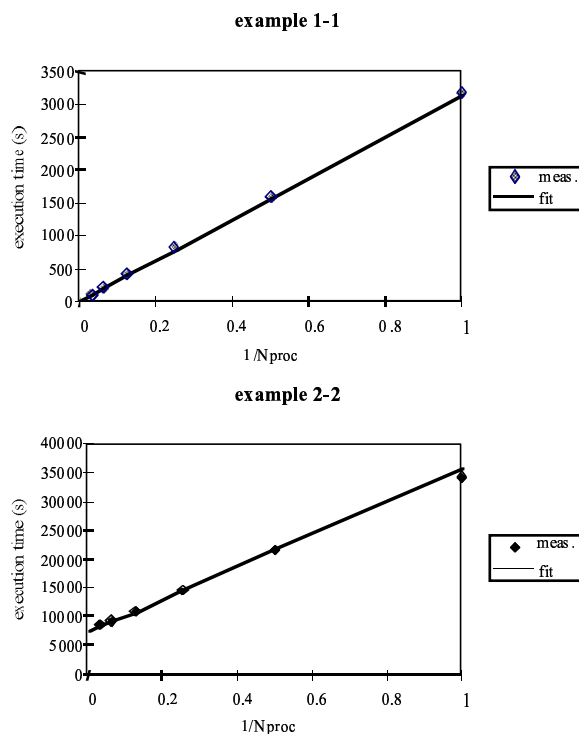 example 1-1
3500
3000
2500
2000
1500
1000
500
0
execution time (s)
0 0.2 0.4 0.6 0.8 1
1/Nproc
meas.
fit
example 2-2
40000
35000
30000
25000
20000
15000
10000
5000
0
execution time (s)
0 0.2 0.4 0.6 0.8 1
1/Nproc
meas.
fit